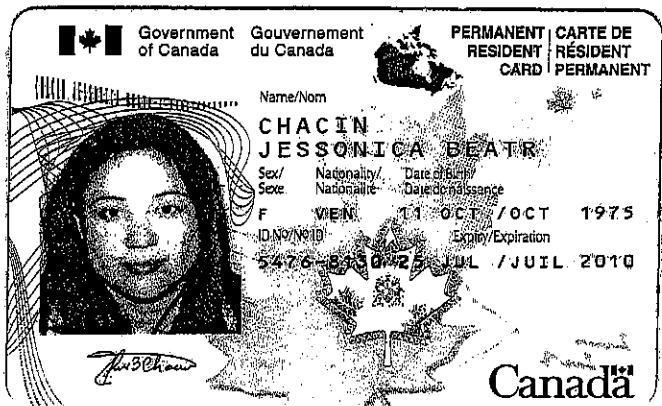 Government Gouvernement
of Canada du Canada
PERMANENT CARTE DE
RESIDENT RÉSIDENT
CARD PERMANENT
Name/Nom
CHACIN
JESSONICA BEATR
Sex/ Nationality/ Date of Birth/
Sexe Nationalité Date de naissance
F VEN 11 OCT /OCT 1975
ID No/No ID Expiry/Expiration
5476-8130 25 JUL /JUIL 2010
Canada